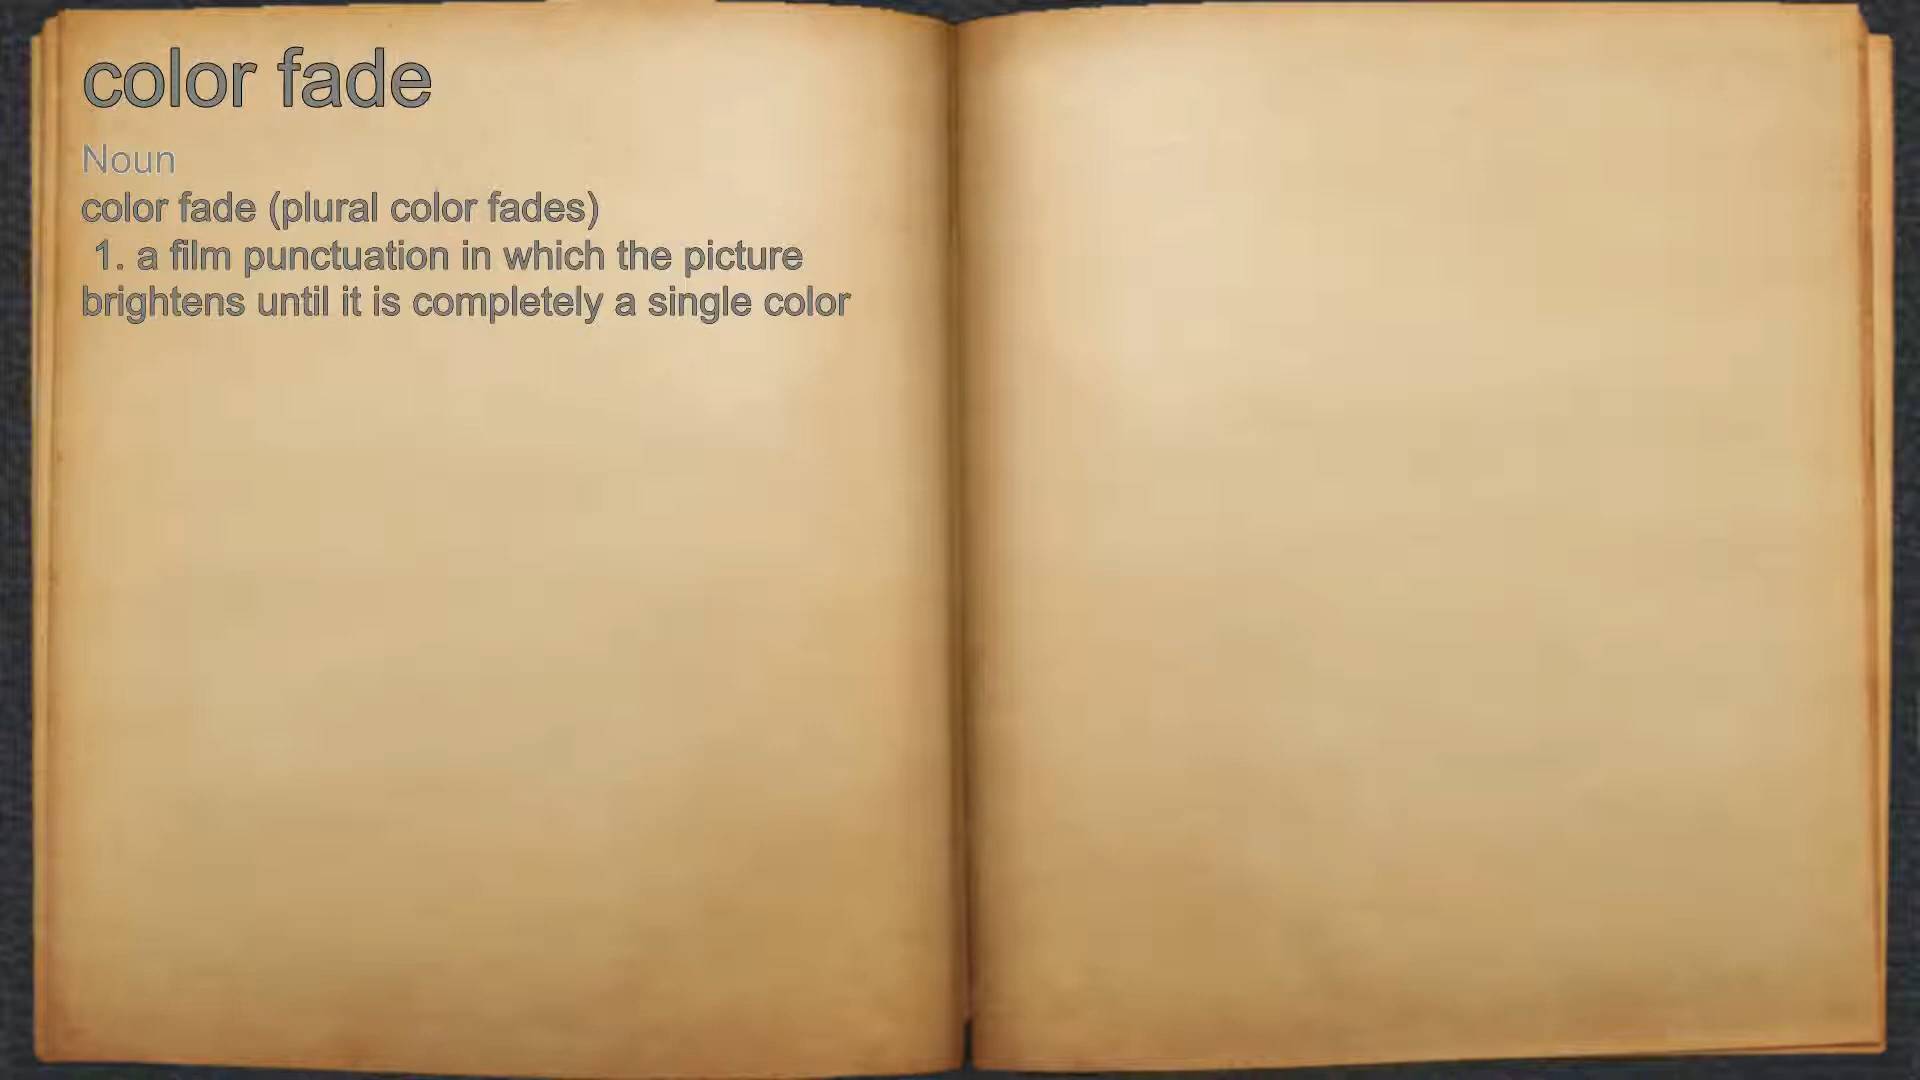 color fade
Noun
color fade (plural color fades)
1. a film punctuation in which the picture
brightens until it is completely a single color